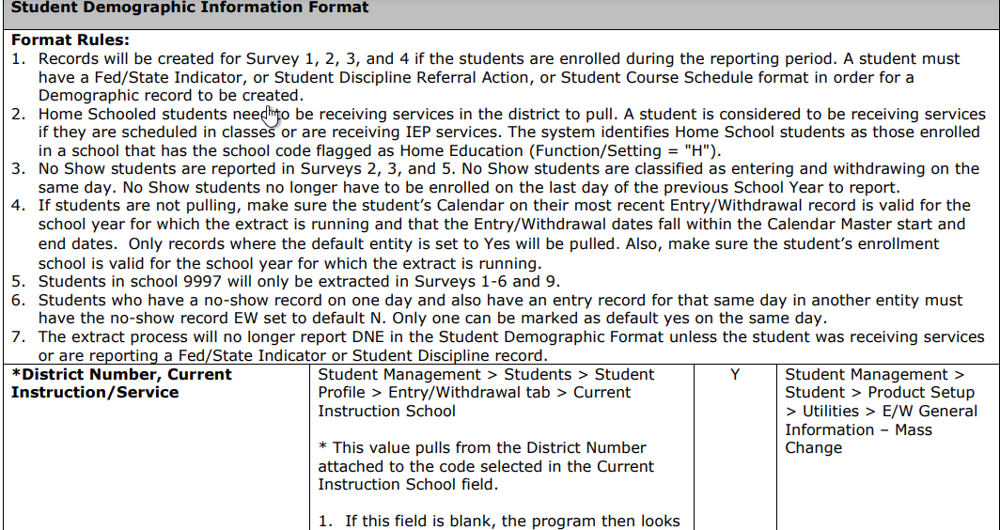 Student Demographic Information Format
Format Rules:
1. Records will be created for Survey 1, 2, 3, and 4 if the students are enrolled during the reporting period. A student must
have a Fed/State Indicator, or Student Discipline Referral Action, or Student Course Schedule format in order for a
Demographic record to be created.
2. Home Schooled students need to be receiving services in the district to pull. A student is considered to be receiving services
if they are scheduled in classes or are receiving IEP services. The system identifies Home School students as those enrolled
in a school that has the school code flagged as Home Education (Function/Setting = "H").
3. No Show students are reported in Surveys 2, 3, and 5. No Show students are classified as entering and withdrawing on the
same day. No Show students no longer have to be enrolled on the last day of the previous School Year to report.
4. If students are not pulling, make sure the student’s Calendar on their most recent Entry/Withdrawal record is valid for the
school year for which the extract is running and that the Entry/Withdrawal dates fall within the Calendar Master start and
end dates. Only records where the default entity is set to Yes will be pulled. Also, make sure the student’s enrollment
school is valid for the school year for which the extract is running.
5. Students in school 9997 will only be extracted in Surveys 1-6 and 9.
6. Students who have a no-show record on one day and also have an entry record for that same day in another entity must
have the no-show record EW set to default N. Only one can be marked as default yes on the same day.
7. The extract process will no longer report DNE in the Student Demographic Format unless the student was receiving services
or are reporting a Fed/State Indicator or Student Discipline record.
*District Number, Current
Instruction/Service
Student Management > Students > Student
Profile > Entry/Withdrawal tab > Current
Instruction School
* This value pulls from the District Number
attached to the code selected in the Current
Instruction School field.
1. If this field is blank, the program then looks
Y
Student Management >
Student > Product Setup
> Utilities > E/W General
Information – Mass
Change